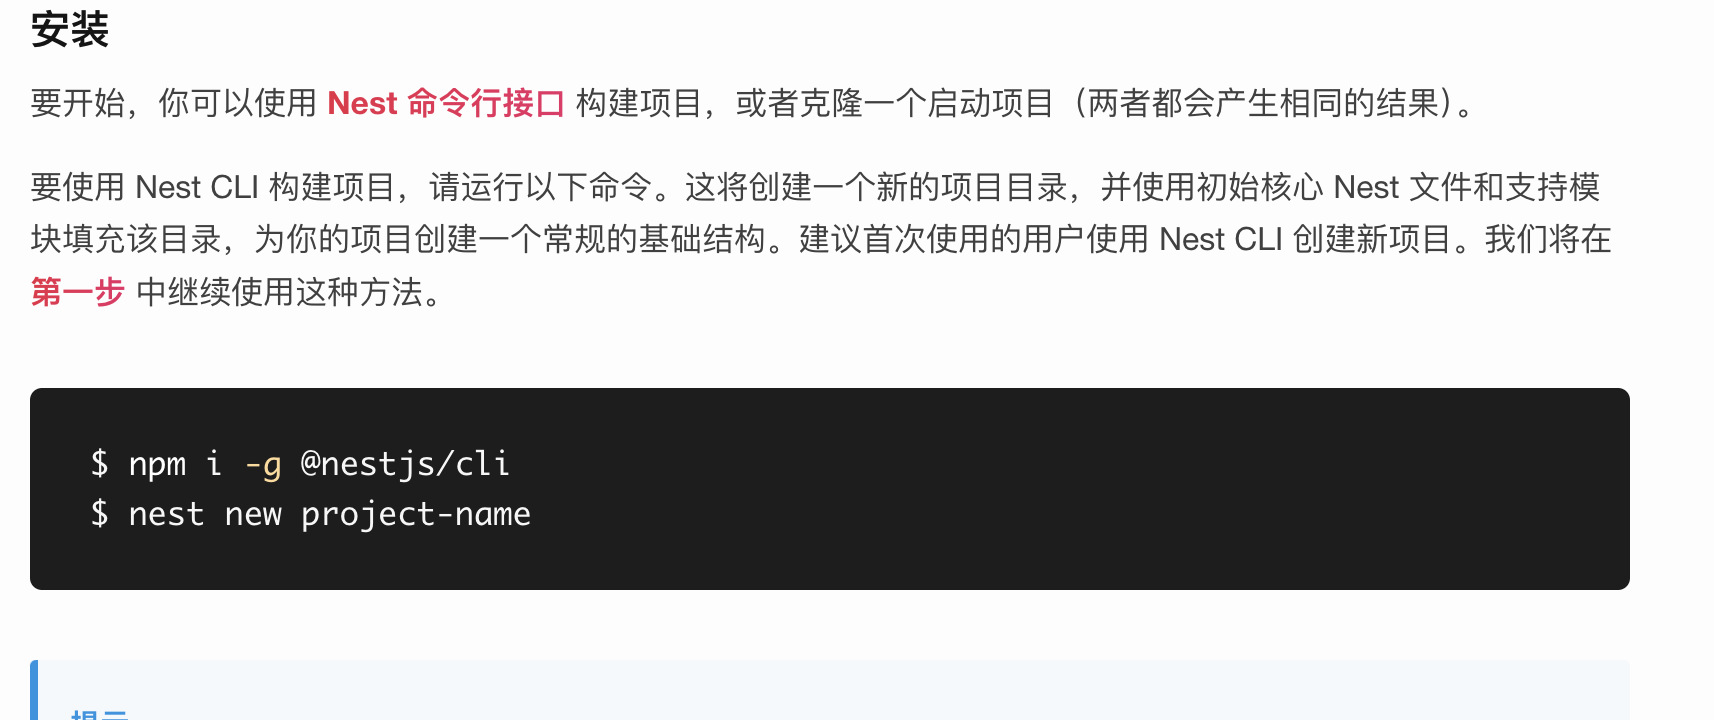 安装
要开始，你可以使用 Nest 命令行接口 构建项目，或者克隆一个启动项目（两者都会产生相同的结果）。
要使用 Nest CLI 构建项目，请运行以下命令。这将创建一个新的项目目录，并使用初始核心 Nest 文件和支持模
块填充该目录，为你的项目创建一个常规的基础结构。建议首次使用的用户使用 Nest CLI 创建新项目。我们将在
第一步 中继续使用这种方法。
$ npm i -g @nestjs/cli
$ nest new project-name